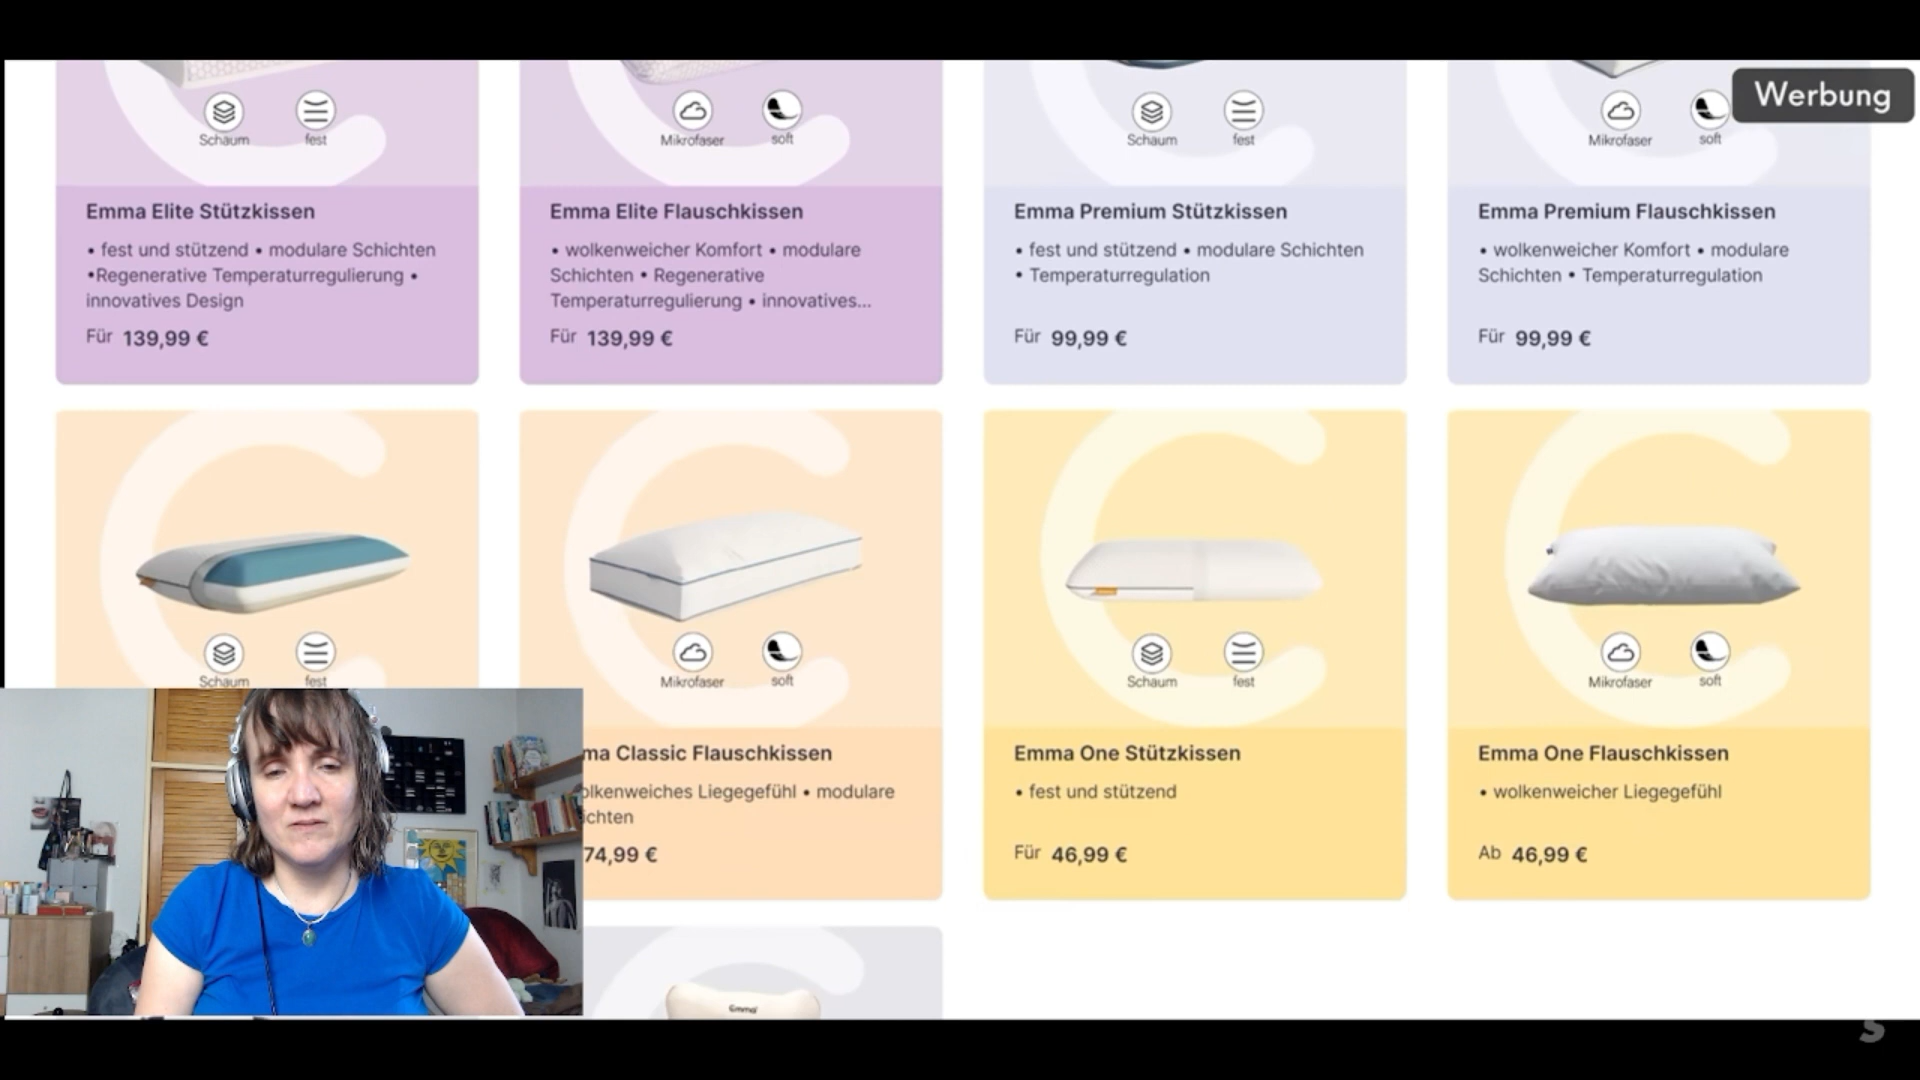 Werbung
Schaum fest
Mikrofaser soft
Schaum fest
Mikrofaser soft
Emma Elite Stützkissen
• fest und stützend • modulare Schichten
•Regenerative Temperaturregulierung •
innovatives Design
Für 139,99 €
Emma Elite Flauschkissen
• wolkenweicher Komfort • modulare
Schichten • Regenerative
Temperaturregulierung • innovatives...
Für 139,99 €
Emma Premium Stützkissen
• fest und stützend • modulare Schichten
• Temperaturregulation
Für 99,99 €
Emma Premium Flauschkissen
• wolkenweicher Komfort • modulare
Schichten • Temperaturregulation
Für 99,99 €
Schaum fest
Mikrofaser soft
Schaum fest
Mikrofaser soft
ma Classic Flauschkissen
olkenweiches Liegegefühl • modulare
ichten
74,99 €
Emma One Stützkissen
• fest und stützend
Für 46,99 €
Emma One Flauschkissen
• wolkenweicher Liegegefühl
Ab 46,99 €
Emma
S